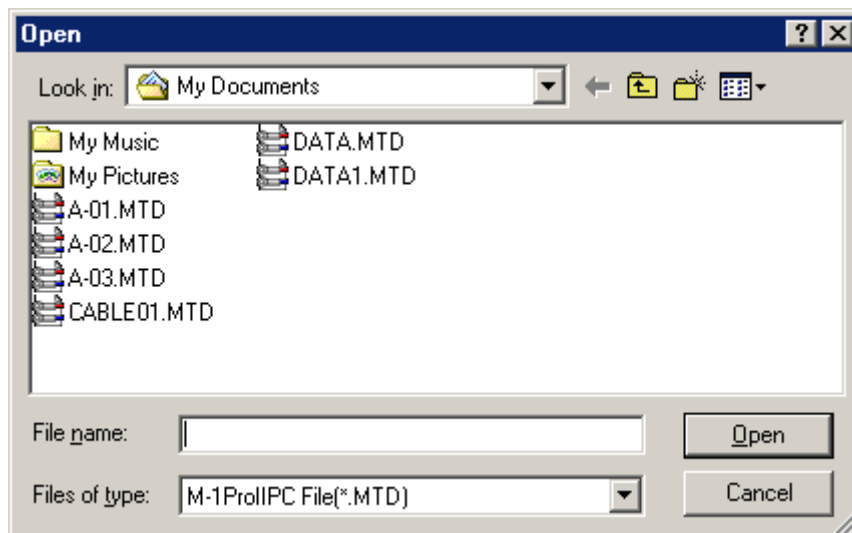 Open
Look in: My Documents
My Music
My Pictures
A-01.MTD
A-02.MTD
A-03.MTD
CABLE01.MTD
DATA.MTD
DATA1.MTD
File name:
Open
Files of type: M-1ProIIPC File(*.MTD)
Cancel